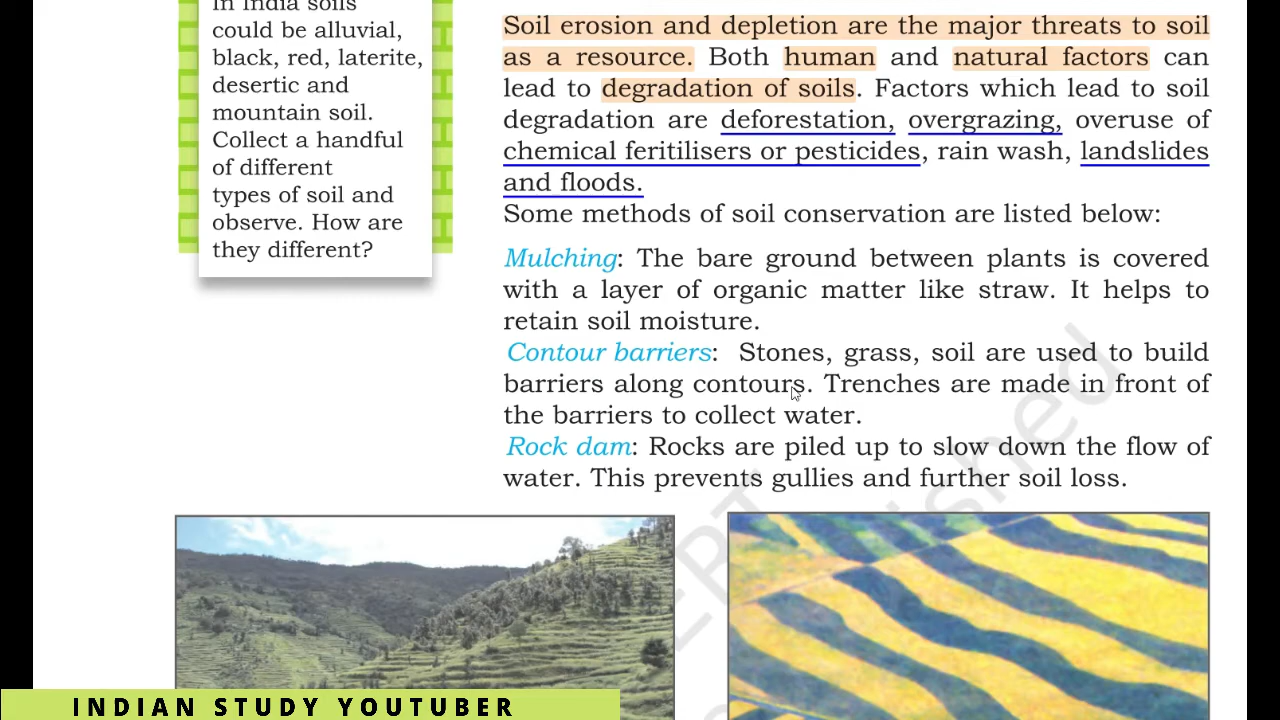 In India soils
could be alluvial,
black, red, laterite,
desertic and
mountain soil.
Collect a handful
of different
types of soil and
observe. How are
they different?
Soil erosion and depletion are the major threats to soil
as a resource. Both human and natural factors can
lead to degradation of soils. Factors which lead to soil
degradation are deforestation, overgrazing, overuse of
chemical feritilisers or pesticides, rain wash, landslides
and floods.
Some methods of soil conservation are listed below:
Mulching: The bare ground between plants is covered
with a layer of organic matter like straw. It helps to
retain soil moisture.
Contour barriers: Stones, grass, soil are used to build
barriers along contours. Trenches are made in front of
the barriers to collect water.
Rock dam: Rocks are piled up to slow down the flow of
water. This prevents gullies and further soil loss.
INDIAN STUDY YOUTUBER